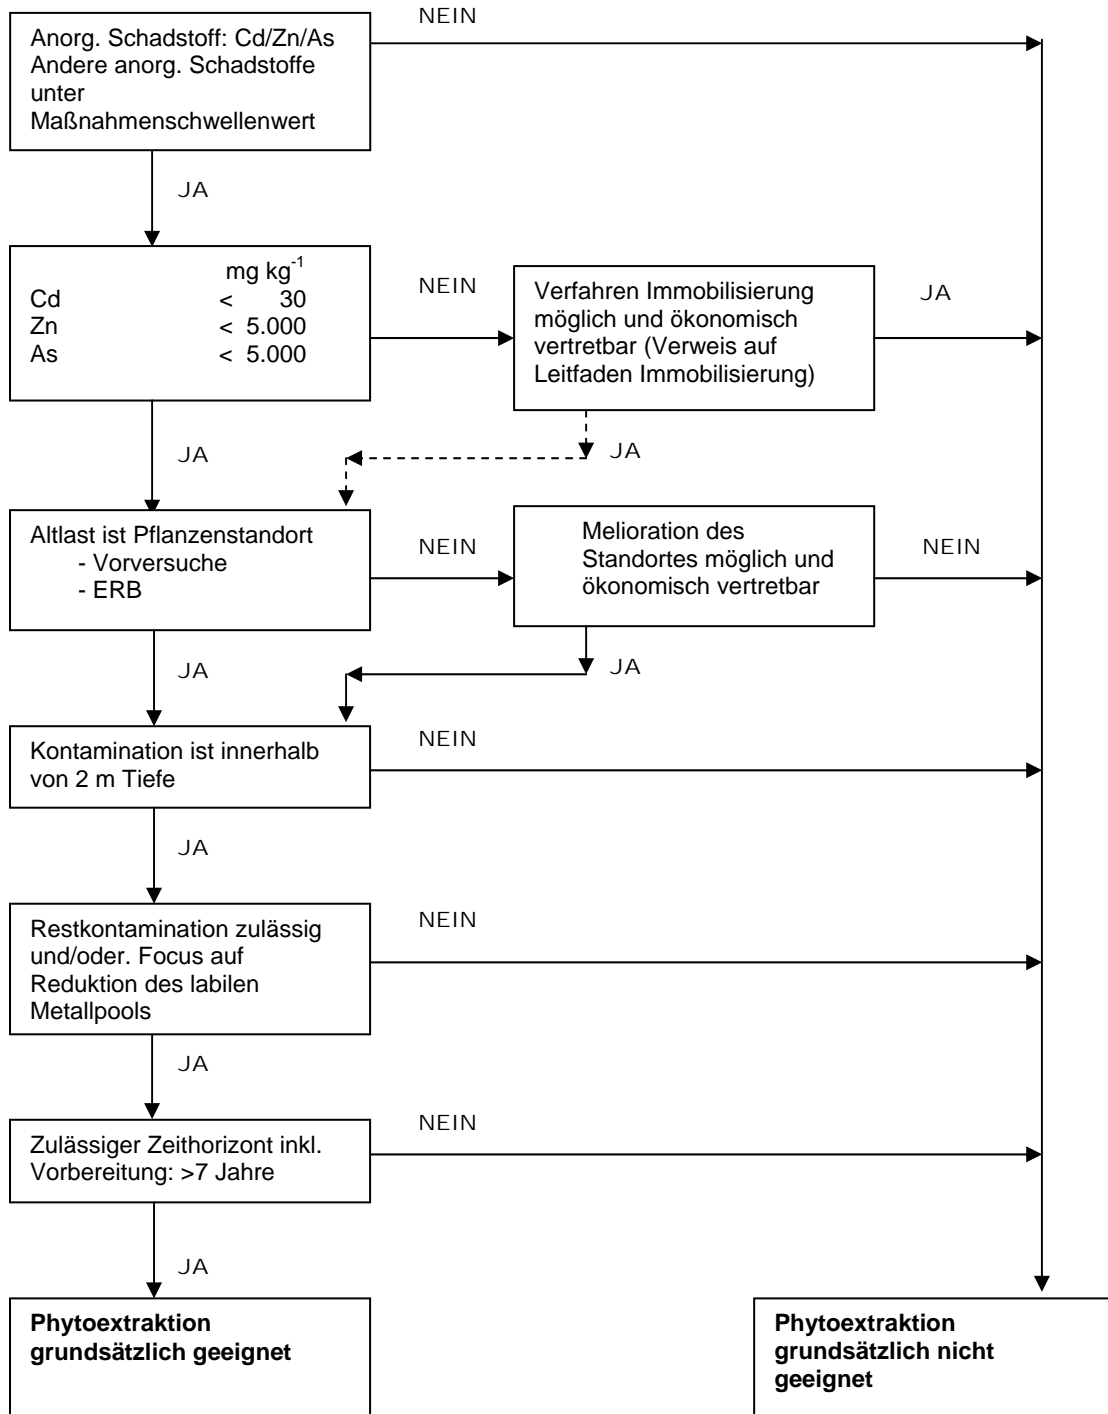 NEIN
Anorg. Schadstoff: Cd/Zn/As
Andere anorg. Schadstoffe
unter
Maßnahmenschwellenwert
JA
mg kg-1
Cd < 30
Zn < 5.000
As < 5.000
NEIN
Verfahren Immobilisierung
möglich und ökonomisch
vertretbar (Verweis auf
Leitfaden Immobilisierung)
JA
JA
JA
Altlast ist Pflanzenstandort
- Vorversuche
- ERB
NEIN
Melioration des
Standortes möglich und
ökonomisch vertretbar
NEIN
JA
JA
Kontamination ist innerhalb
von 2 m Tiefe
NEIN
JA
Restkontamination zulässig
und/oder. Focus auf
Reduktion des labilen
Metallpools
NEIN
JA
Zulässiger Zeithorizont inkl.
Vorbereitung: >7 Jahre
NEIN
JA
Phytoextraktion
grundsätzlich geeignet
Phytoextraktion
grundsätzlich nicht
geeignet